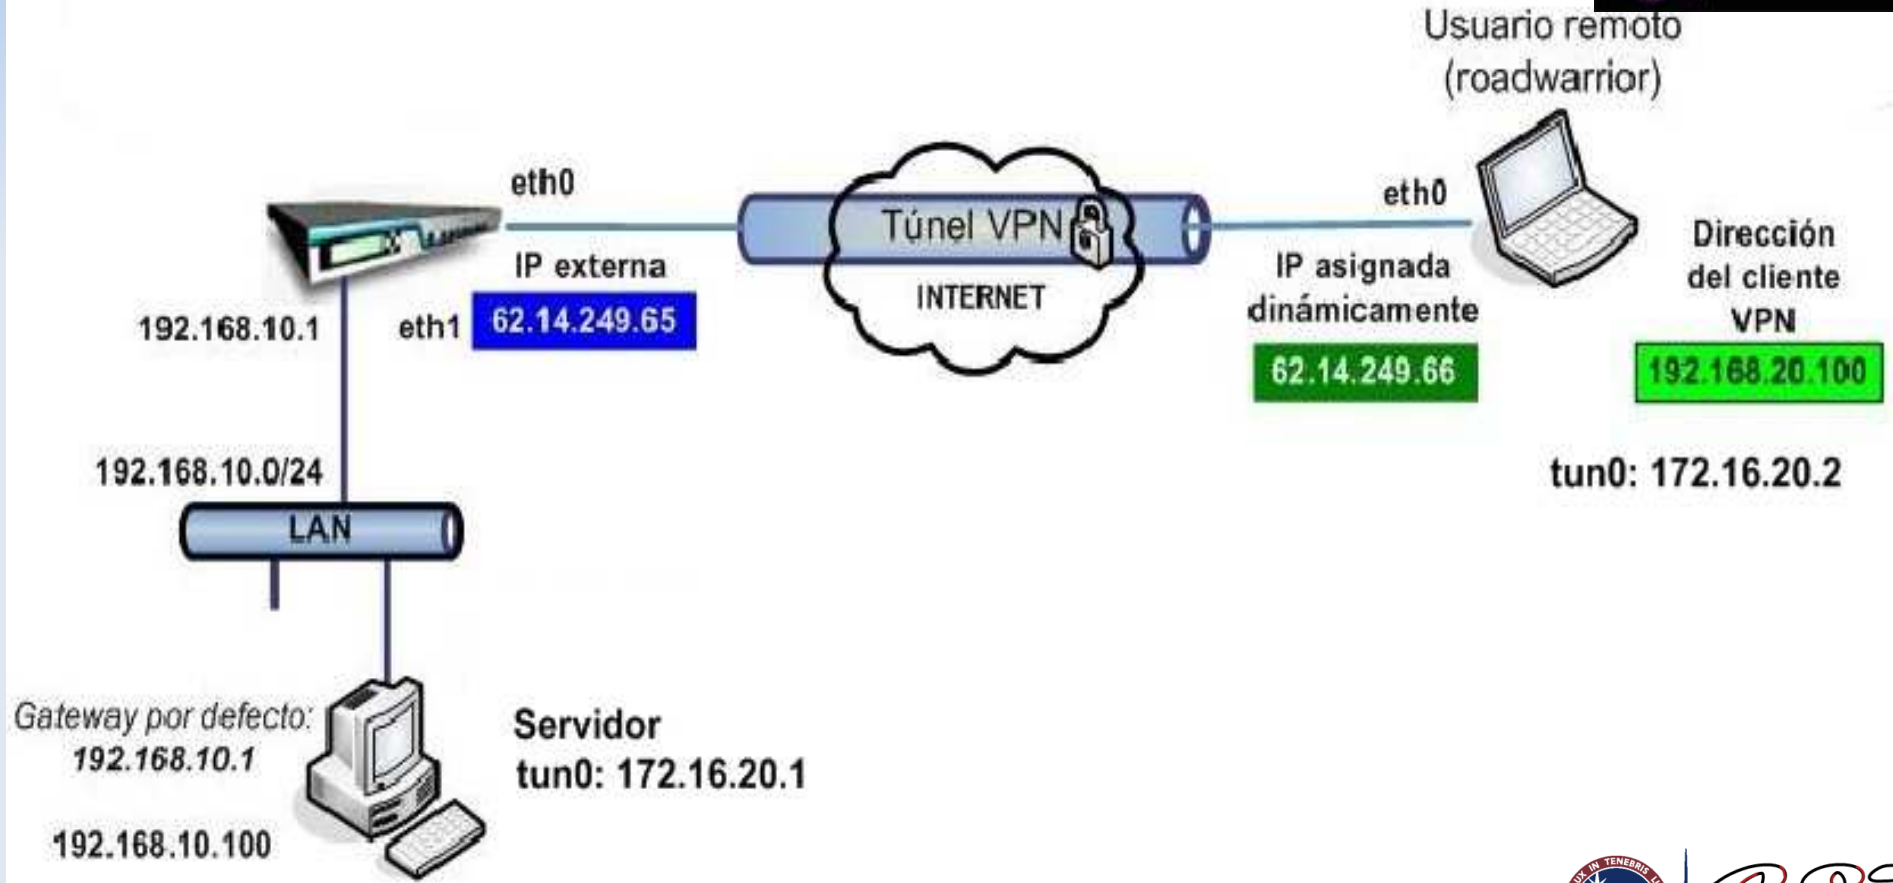 Usuario remoto
(roadwarrior)
eth0
Túnel VPN
eth0
IP externa
62.14.249.65
INTERNET
IP asignada
dinámicamente
62.14.249.66
Dirección
del cliente
VPN
192.168.20.100
192.168.10.1
eth1
192.168.10.0/24
LAN
tun0: 172.16.20.2
Gateway por defecto:
192.168.10.1
192.168.10.100
Servidor
tun0: 172.16.20.1
IN TENEBRIS